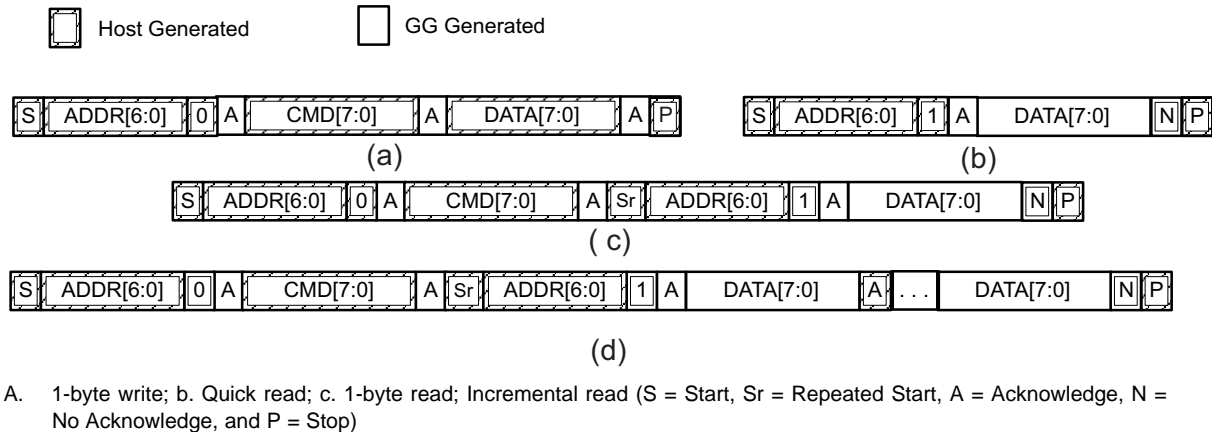 Host Generated GG Generated
S ADDR[6:0] 0 A CMD[7:0] A DATA[7:0] A P S ADDR[6:0] 1 A DATA[7:0] N P
(a) (b)
S ADDR[6:0] 0 A CMD[7:0] A Sr ADDR[6:0] 1 A DATA[7:0] N P
( c)
S ADDR[6:0] 0 A CMD[7:0] A Sr ADDR[6:0] 1 A DATA[7:0] A . . . DATA[7:0] N P
(d)
A. 1-byte write; b. Quick read; c. 1-byte read; Incremental read (S = Start, Sr = Repeated Start, A = Acknowledge, N =
No Acknowledge, and P = Stop)